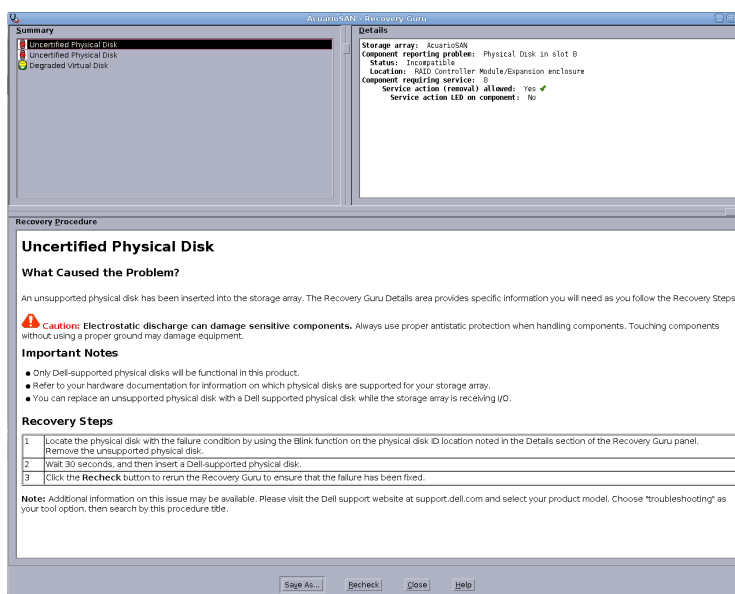 AcuarioSAN - Recovery Guru
Summary
Uncertified Physical Disk
Uncertified Physical Disk
Degraded Virtual Disk
Details
Storage array: AcuarioSAN
Component reporting problem: Physical Disk in slot 8
Status: Incompatible
Location: RAID Controller Module/Expansion enclosure
Component requiring service: 8
Service action (removal) allowed: Yes
Service action LED on component: No
Recovery Procedure
Uncertified Physical Disk
What Caused the Problem?
An unsupported physical disk has been inserted into the storage array. The Recovery Guru Details area provides specific information you will need as you follow the Recovery Steps
Caution: Electrostatic discharge can damage sensitive components. Always use proper antistatic protection when handling components. Touching components
without using a proper ground may damage equipment.
Important Notes
Only Dell-supported physical disks will be functional in this product.
Refer to your hardware documentation for information on which physical disks are supported for your storage array.
You can replace an unsupported physical disk with a Dell supported physical disk while the storage array is receiving I/O.
Recovery Steps
1 Locate the physical disk with the failure condition by using the Blink function on the physical disk ID location noted in the Details section of the Recovery Guru panel.
Remove the unsupported physical disk.
2 Wait 30 seconds, and then insert a Dell-supported physical disk.
3 Click the Recheck button to rerun the Recovery Guru to ensure that the failure has been fixed.
Note: Additional information on this issue may be available. Please visit the Dell support website at support.dell.com and select your product model. Choose "troubleshooting" as
your tool option, then search by this procedure title.
Save As...
Recheck
Close
Help